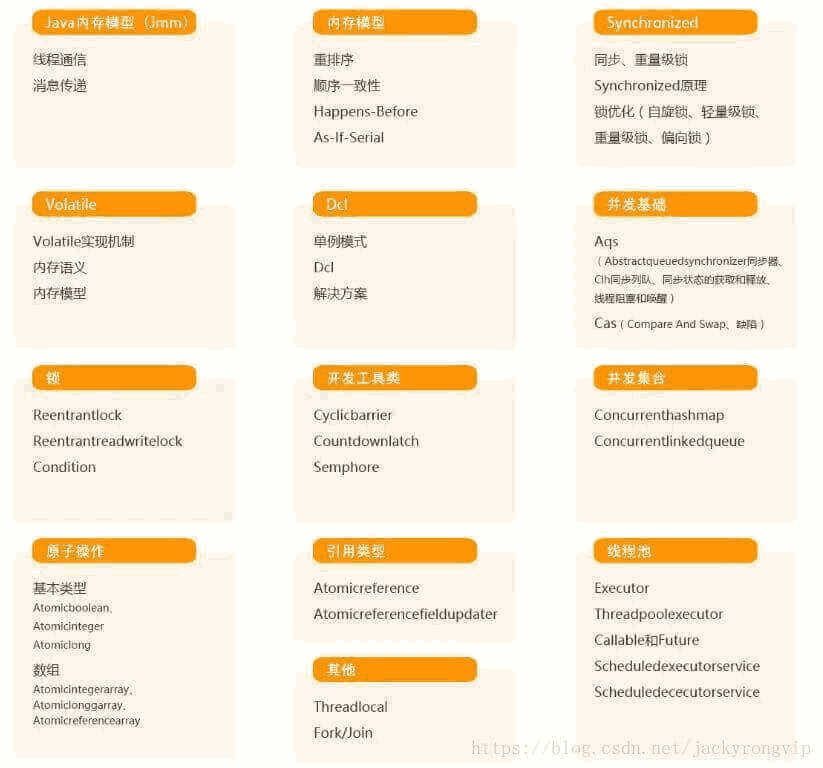 Java内存模型（Jmm）
线程通信
消息传递
内存模型
重排序
顺序一致性
Happens-Before
As-If-Serial
Synchronized
同步、重量级锁
Synchronized原理
锁优化（自旋锁、轻量级锁、
重量级锁、偏向锁）
Volatile
Volatile实现机制
内存语义
内存模型
Dcl
单例模式
Dcl
解决方案
并发基础
Aqs
（Abstractqueuedsynchronizer同步器、
Clh同步列队、同步状态的获取和释放、
线程阻塞和唤醒）
Cas（Compare And Swap、缺陷）
锁
Reentrantlock
Reentrantreadwritelock
Condition
开发工具类
Cyclicbarrier
Countdownlatch
Semphore
并发集合
Concurrenthashmap
Concurrentlinkedqueue
原子操作
基本类型
Atomicboolean、
Atomicinteger
Atomiclong
数组
Atomicintegerarray、
Atomiclonggarray、
Atomicreferencearray
引用类型
Atomicreference
Atomicreferencefieldupdater
其他
Threadlocal
Fork/Join
线程池
Executor
Threadpoolexecutor
Callable和Future
Scheduledexecutorservice
Scheduledececutorservice
https://blog.csdn.net/jackyrongvip